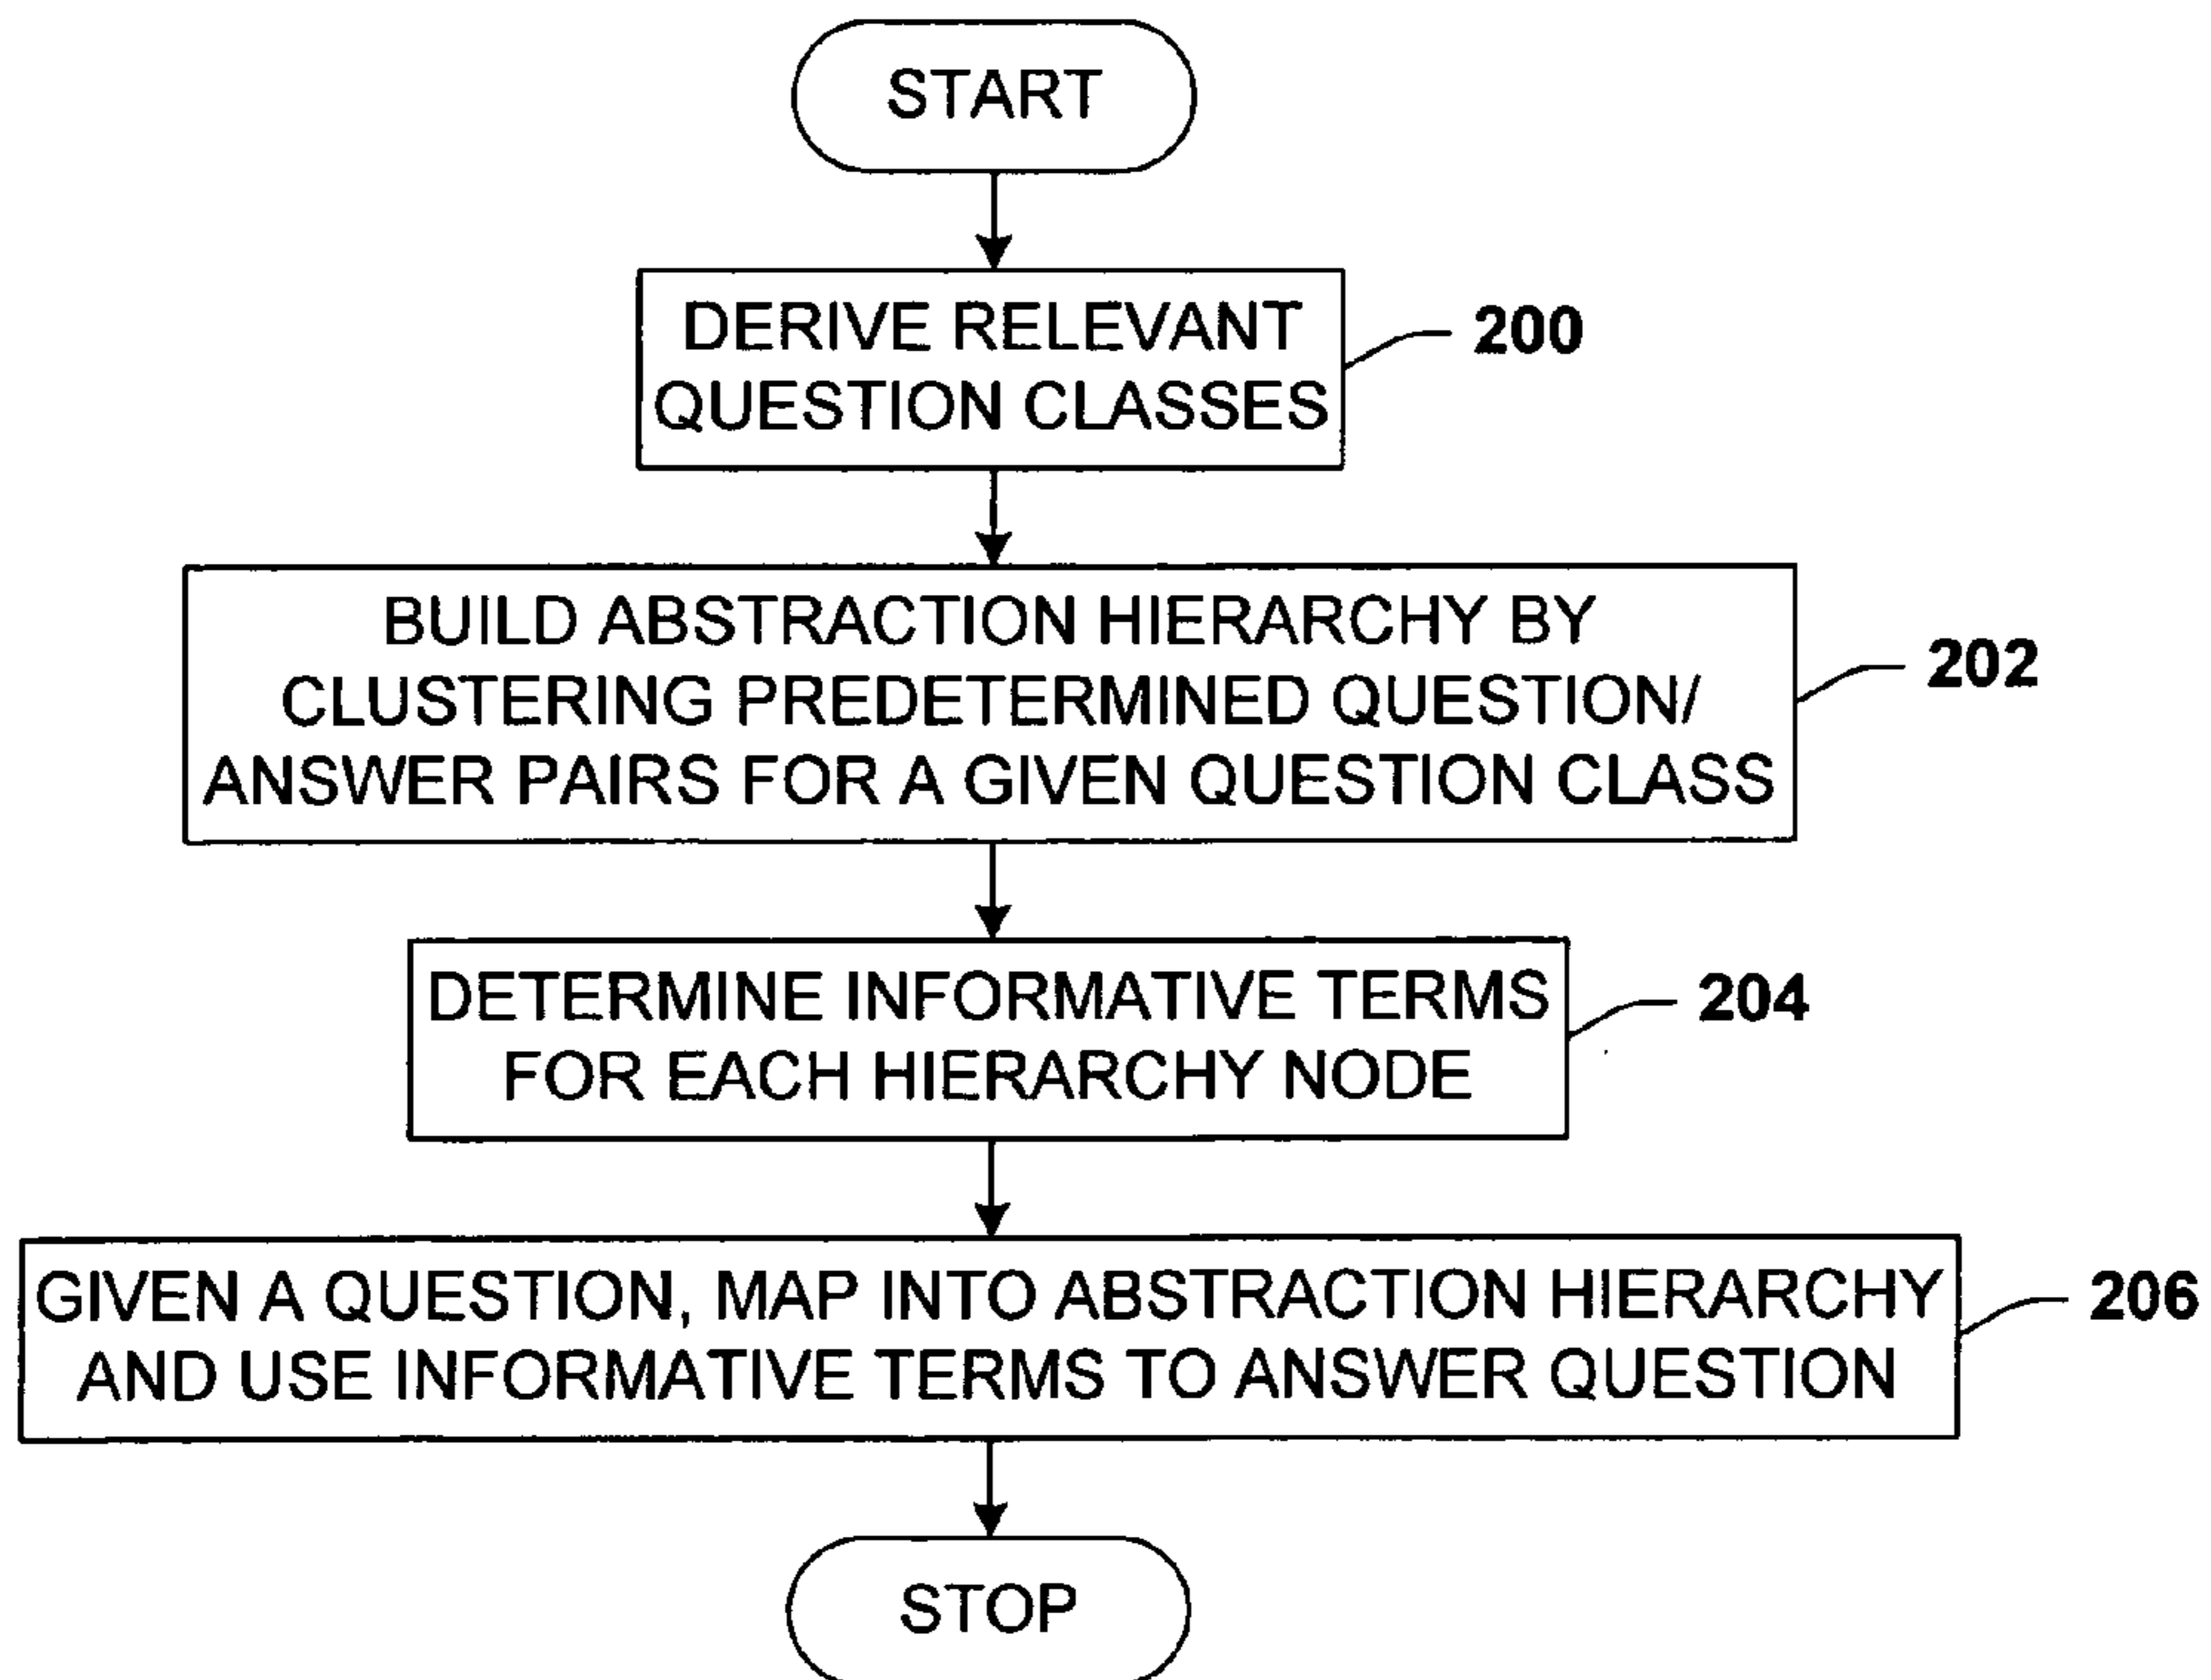 START
DERIVE RELEVANT
QUESTION CLASSES
200
BUILD ABSTRACTION HIERARCHY BY
CLUSTERING PREDETERMINED QUESTION/
ANSWER PAIRS FOR A GIVEN QUESTION CLASS
202
DETERMINE INFORMATIVE TERMS
FOR EACH HIERARCHY NODE
204
GIVEN A QUESTION, MAP INTO ABSTRACTION HIERARCHY
AND USE INFORMATIVE TERMS TO ANSWER QUESTION
206
STOP